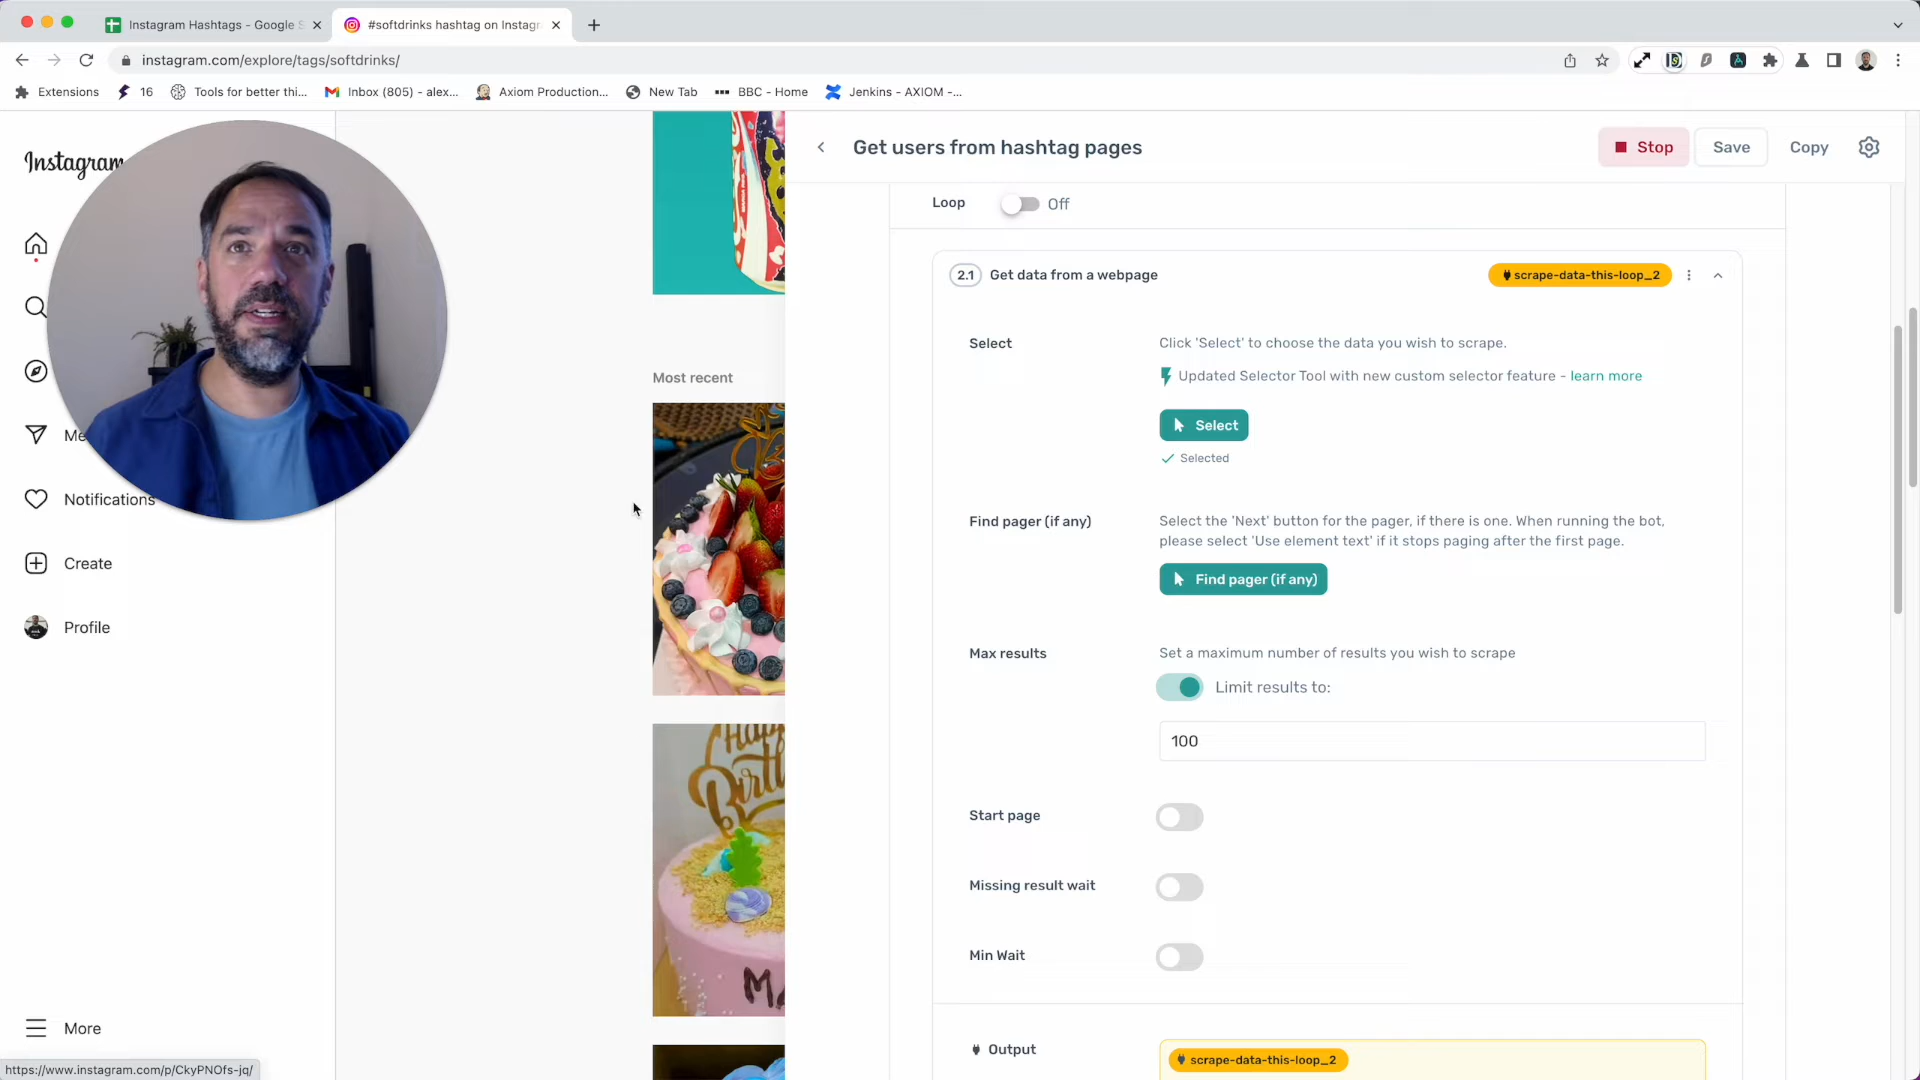 Instagram Hashtags - Google S
#softdrinks hashtag on Instagr
instagram.com/explore/tags/softdrinks/
Extensions
16
Tools for better thi...
Inbox (805) - alex...
Axiom Production...
New Tab
BBC - Home
Jenkins - AXIOM -...
Instagram
Me
Notifications
Create
Profile
More
https://www.instagram.com/p/CkyPNOfs-jq/
Most recent
Get users from hashtag pages
Stop
Save
Copy
Loop
Off
2.1
Get data from a webpage
scrape-data-this-loop_2
Select
Click 'Select' to choose the data you wish to scrape.
Updated Selector Tool with new custom selector feature - learn more
Select
Selected
Find pager (if any)
Select the 'Next' button for the pager, if there is one. When running the bot,
please select 'Use element text' if it stops paging after the first page.
Find pager (if any)
Max results
Set a maximum number of results you wish to scrape
Limit results to:
100
Start page
Missing result wait
Min Wait
Output
scrape-data-this-loop_2